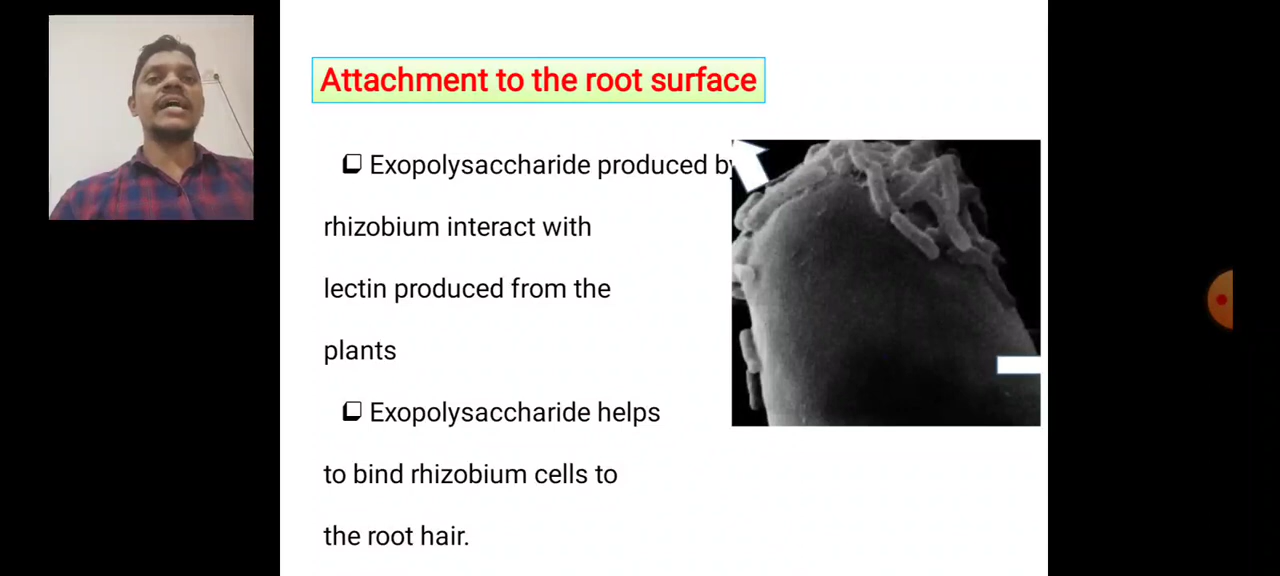 Attachment to the root surface
Exopolysaccharide produced by
rhizobium interact with
lectin produced from the
plants
Exopolysaccharide helps
to bind rhizobium cells to
the root hair.